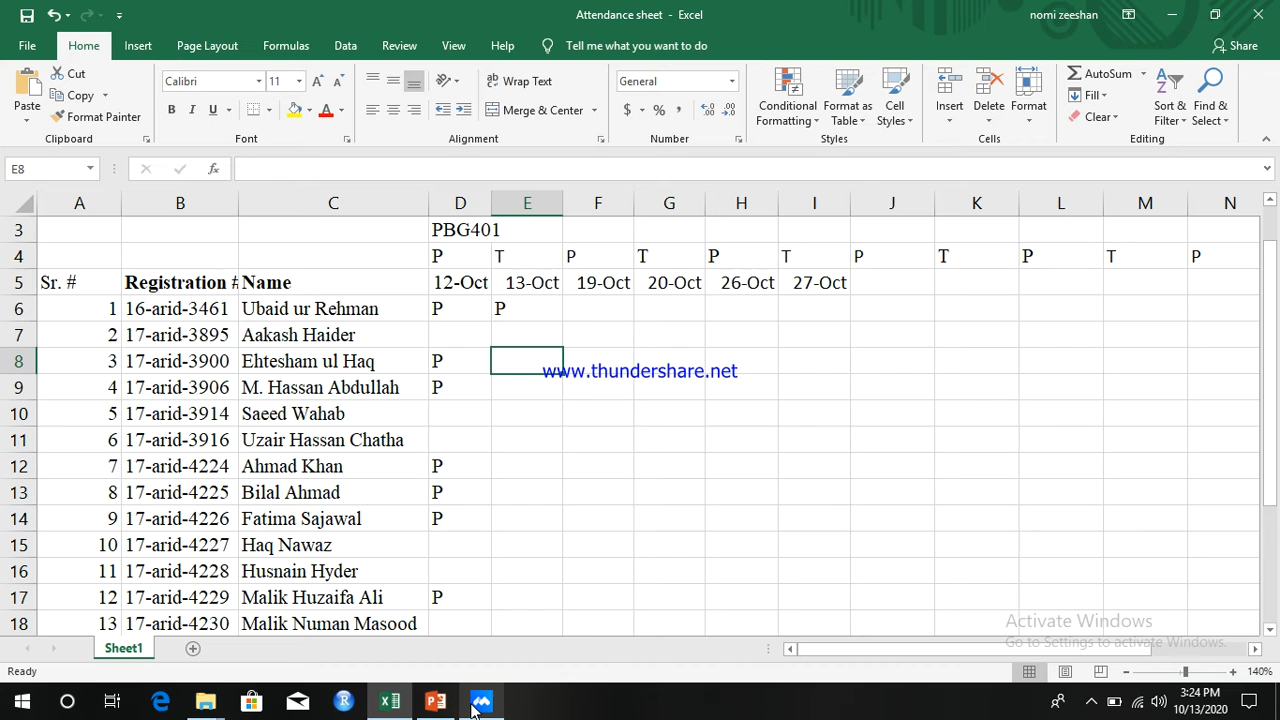 Attendance sheet - Excel
nomi zeeshan
File Home Insert Page Layout Formulas Data Review View Help Tell me what you want to do Share
Paste
Cut
Copy
Format Painter
Clipboard
Calibri 11
B I U
Font
Wrap Text
Merge & Center
Alignment
General
$ % ,
Number
Conditional Formatting
Format as Table
Cell Styles
Styles
Insert
Delete
Format
Cells
AutoSum
Fill
Clear
Sort & Filter
Find & Select
Editing
E8 fx
A B C D E F G H I J K L M N
3 PBG401
4 P T P T P T P T P T P
5 Sr. # Registration # Name 12-Oct 13-Oct 19-Oct 20-Oct 26-Oct 27-Oct
6 1 16-arid-3461 Ubaid ur Rehman P P
7 2 17-arid-3895 Aakash Haider
8 3 17-arid-3900 Ehtesham ul Haq P
www.thundershare.net
9 4 17-arid-3906 M. Hassan Abdullah P
10 5 17-arid-3914 Saeed Wahab
11 6 17-arid-3916 Uzair Hassan Chatha
12 7 17-arid-4224 Ahmad Khan P
13 8 17-arid-4225 Bilal Ahmad P
14 9 17-arid-4226 Fatima Sajawal P
15 10 17-arid-4227 Haq Nawaz
16 11 17-arid-4228 Husnain Hyder
17 12 17-arid-4229 Malik Huzaifa Ali P
18 13 17-arid-4230 Malik Numan Masood
Activate Windows
Go to Settings to activate Windows.
Sheet1
Ready 140%
3:24 PM
10/13/2020